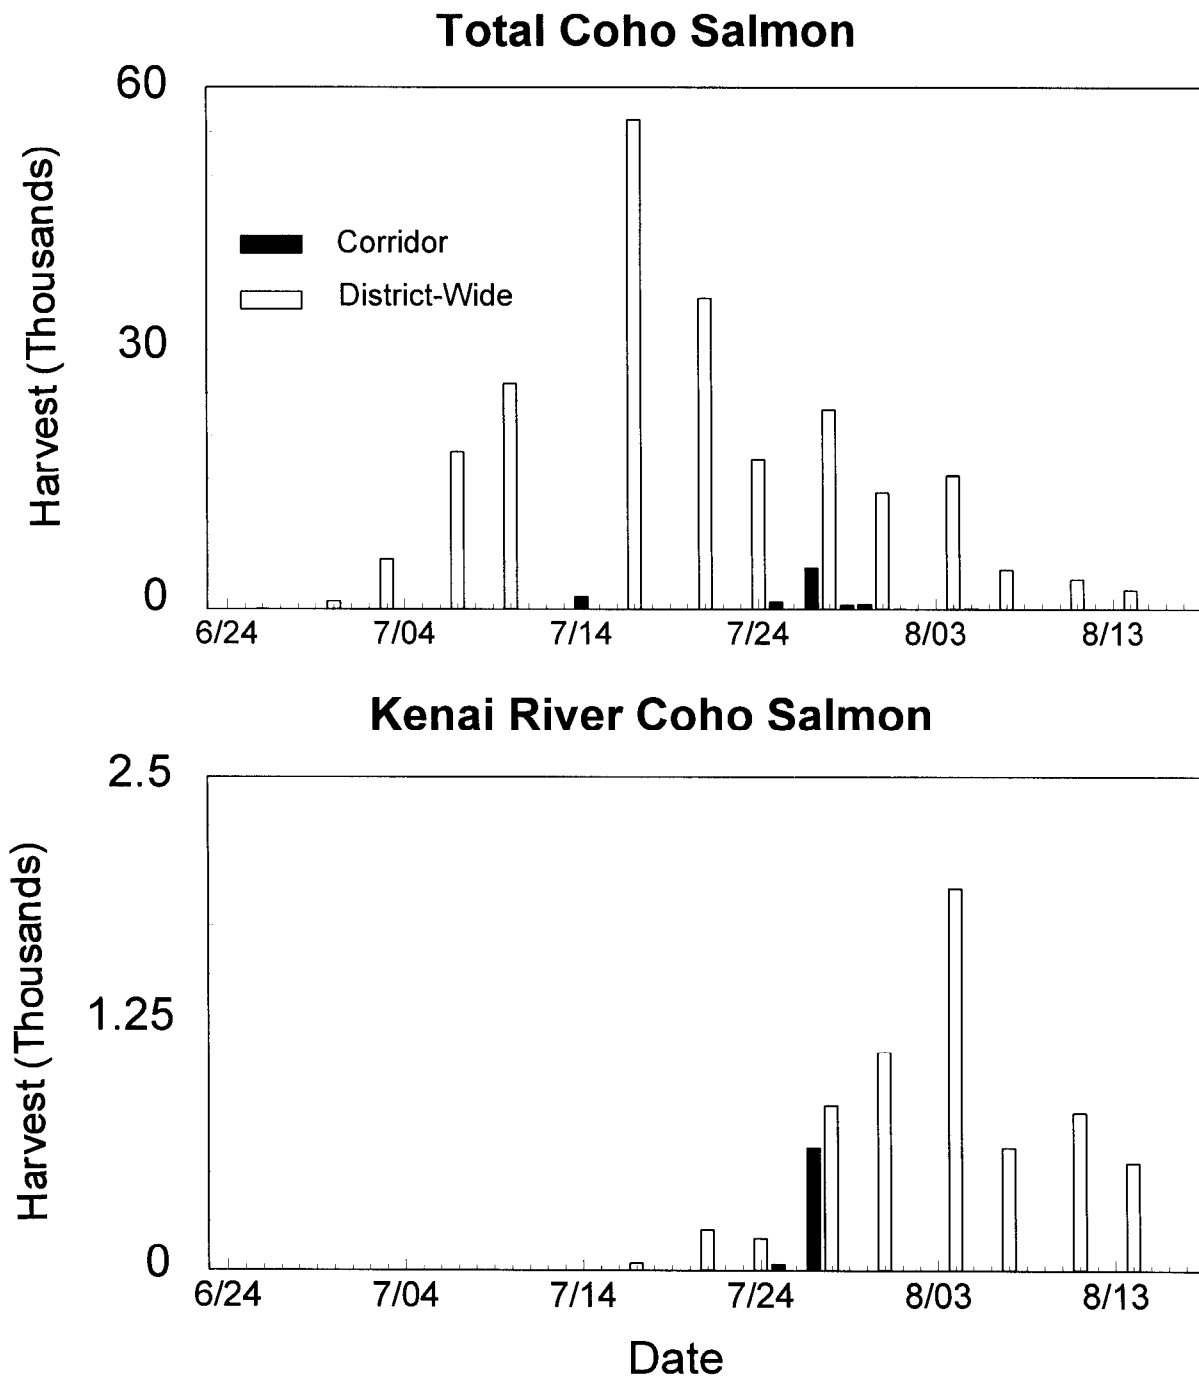 Total Coho Salmon
60
30
0
Harvest (Thousands)
Corridor
District-Wide
6/24 7/04 7/14 7/24 8/03 8/13
Kenai River Coho Salmon
2.5
1.25
0
Harvest (Thousands)
6/24 7/04 7/14 7/24 8/03 8/13
Date